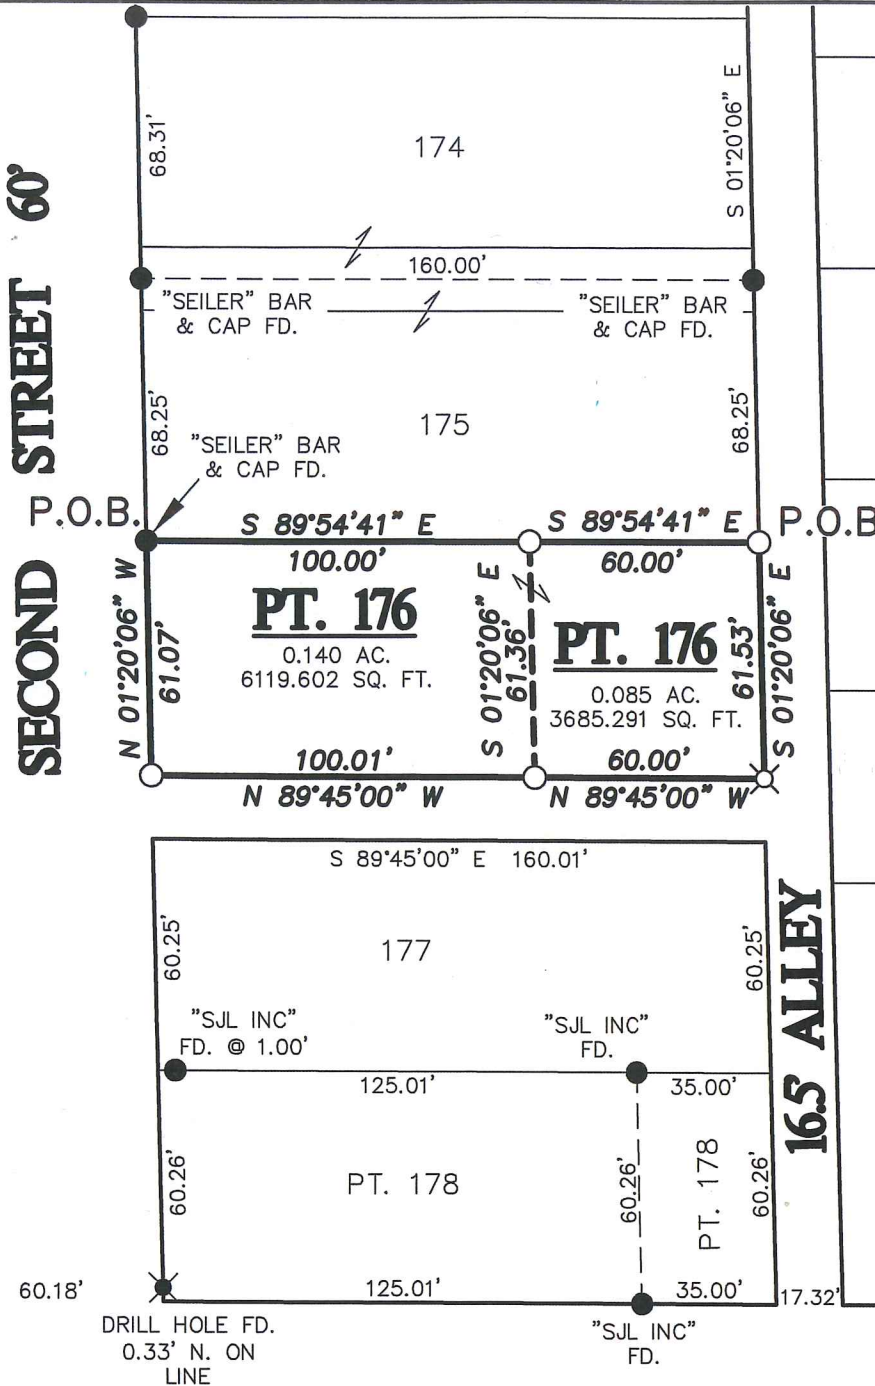 68.31'
174
S 01°20'06" E
SECOND STREET 60'
160.00'
"SEILER" BAR
& CAP FD.
"SEILER" BAR
& CAP FD.
68.25'
175
68.25'
"SEILER" BAR
& CAP FD.
P.O.B.
S 89°54'41" E
100.00'
S 89°54'41" E
60.00'
P.O.B
N 01°20'06" W
61.07'
PT. 176
0.140 AC.
6119.602 SQ. FT.
S 01°20'06" E
61.36'
PT. 176
0.085 AC.
3685.291 SQ. FT.
61.53'
S 01°20'06" E
100.01'
N 89°45'00" W
60.00'
N 89°45'00" W
S 89°45'00" E 160.01'
60.25'
177
60.25'
16.5' ALLEY
"SJL INC"
FD. @ 1.00'
"SJL INC"
FD.
125.01'
35.00'
60.26'
PT. 178
60.26'
PT. 178
60.26'
60.18'
125.01'
35.00'
17.32'
DRILL HOLE FD.
0.33' N. ON
LINE
"SJL INC"
FD.